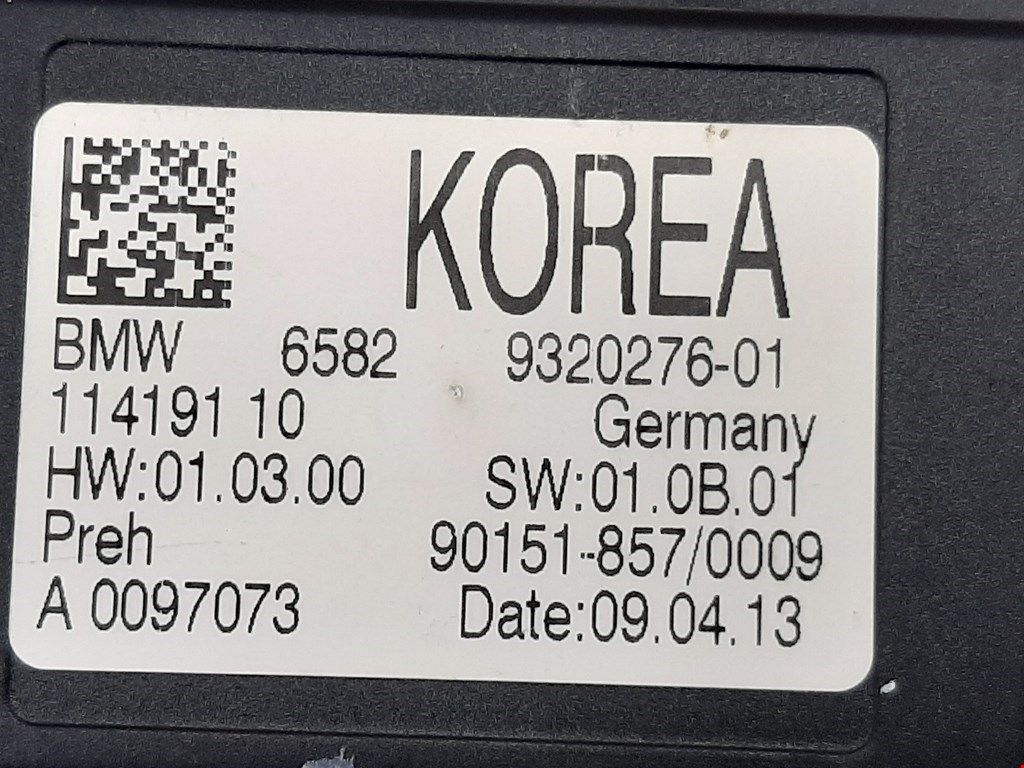 KOREA
BMW 6582 9320276-01
114191 10 Germany
HW:01.03.00 SW:01.0B.01
Preh 90151-857/0009
A 0097073 Date:09.04.13